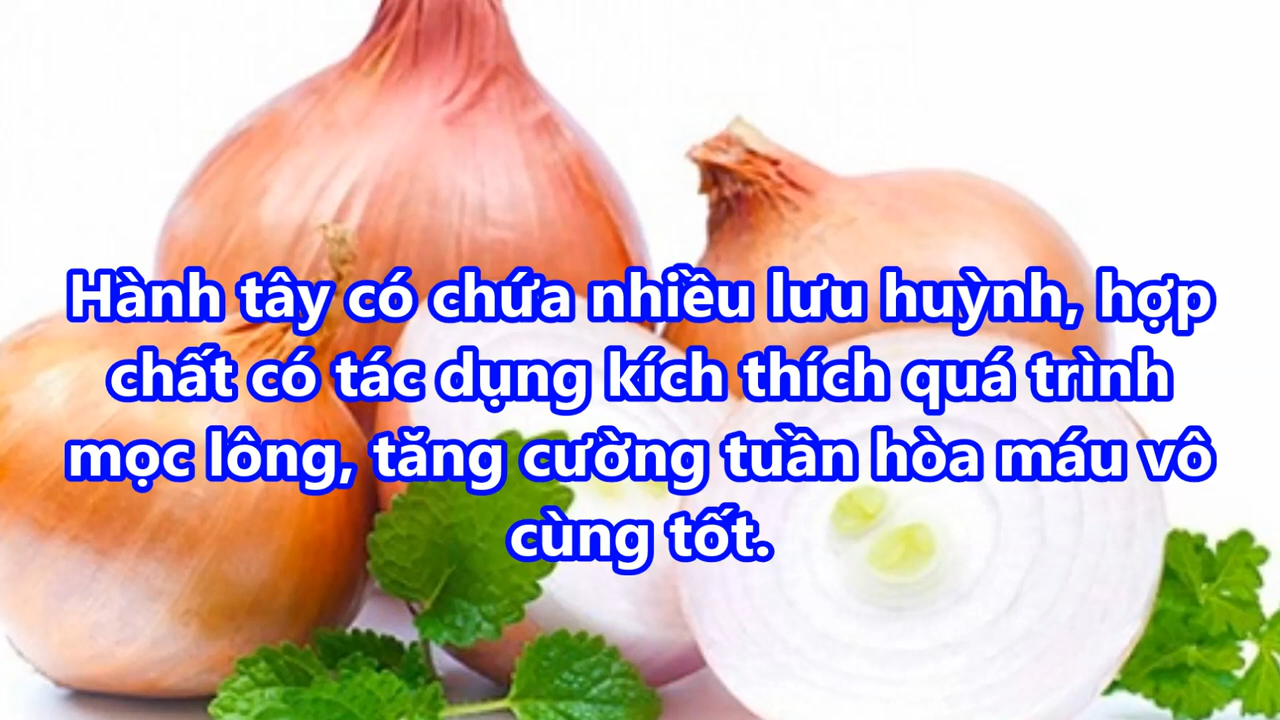 Hành tây có chứa nhiều lưu huỳnh, hợp
chất có tác dụng kích thích quá trình
mọc lông, tăng cường tuần hòa máu vô
cùng tốt.